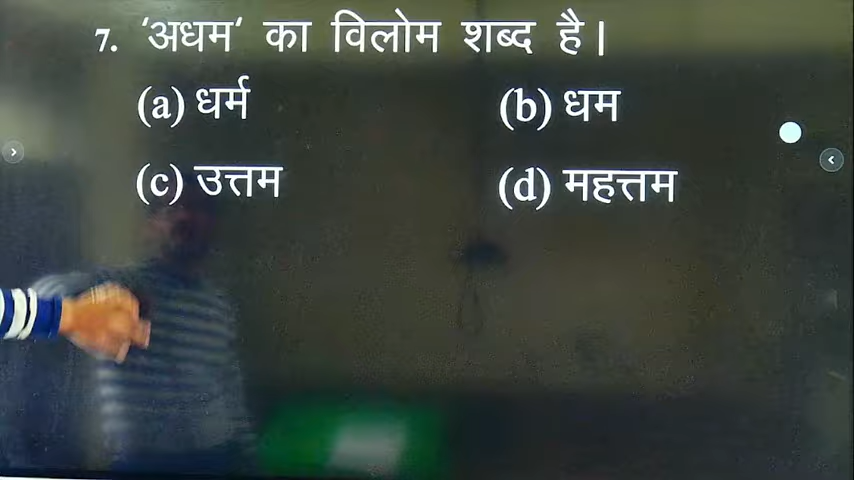 7. ‘अधम‘ का विलोम शब्द है |
(a) धर्म (b) धम
(c) उत्तम (d) महत्तम